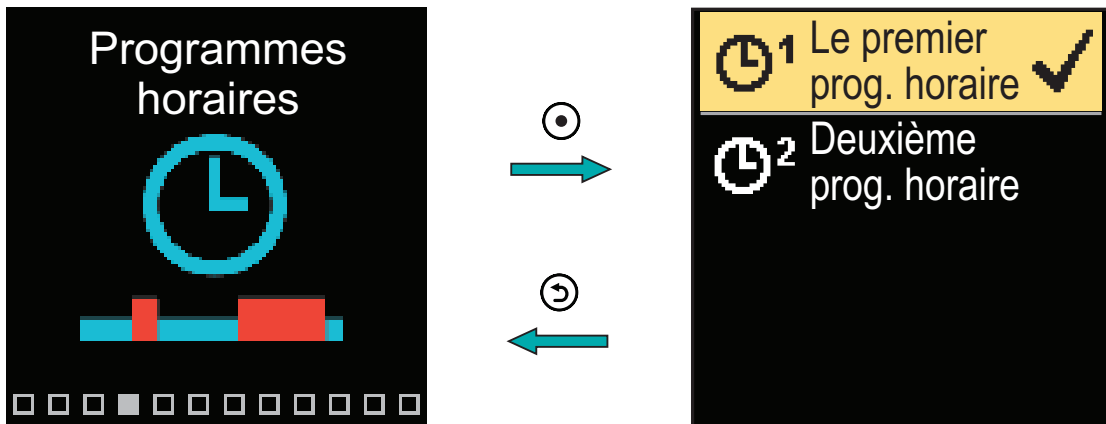 Programmes
horaires
1 Le premier
prog. horaire
2 Deuxième
prog. horaire